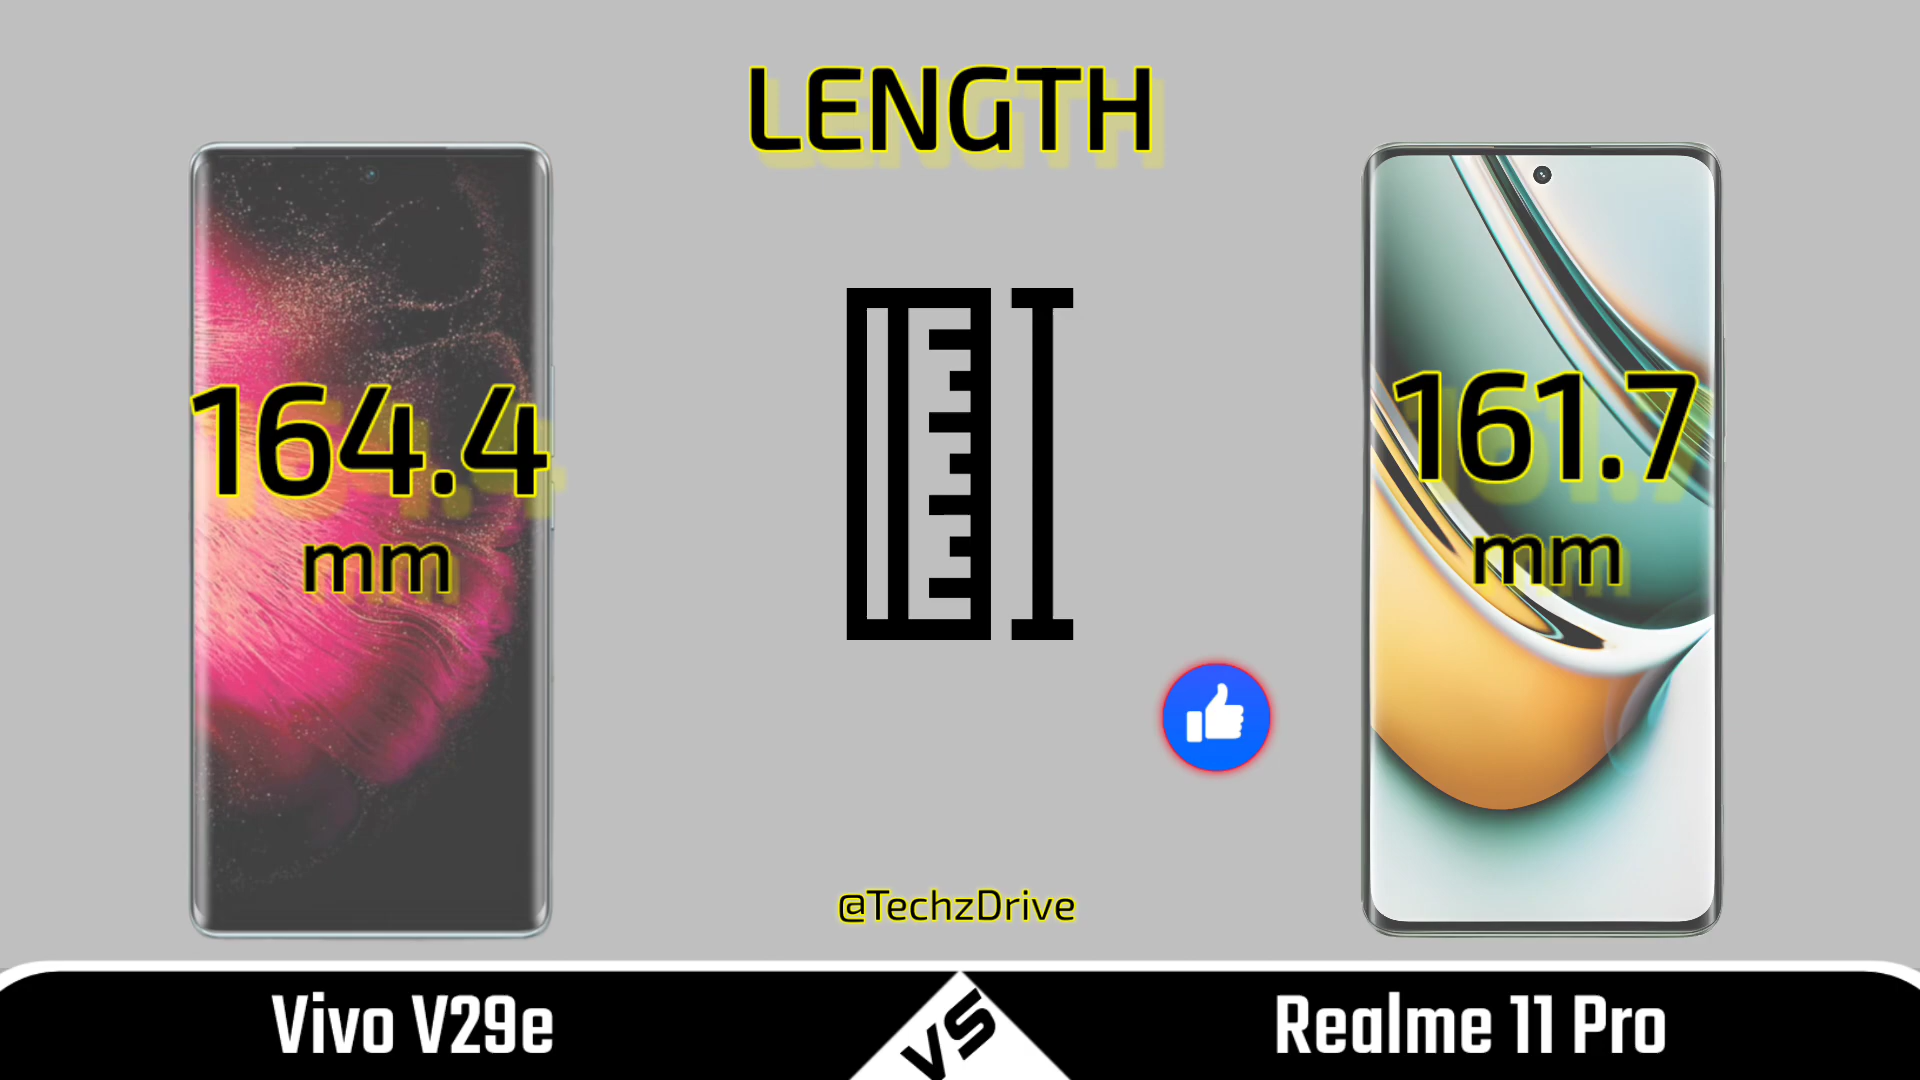 LENGTH
164.4
mm
161.7
mm
@TechzDrive
Vivo V29e
VS
Realme 11 Pro